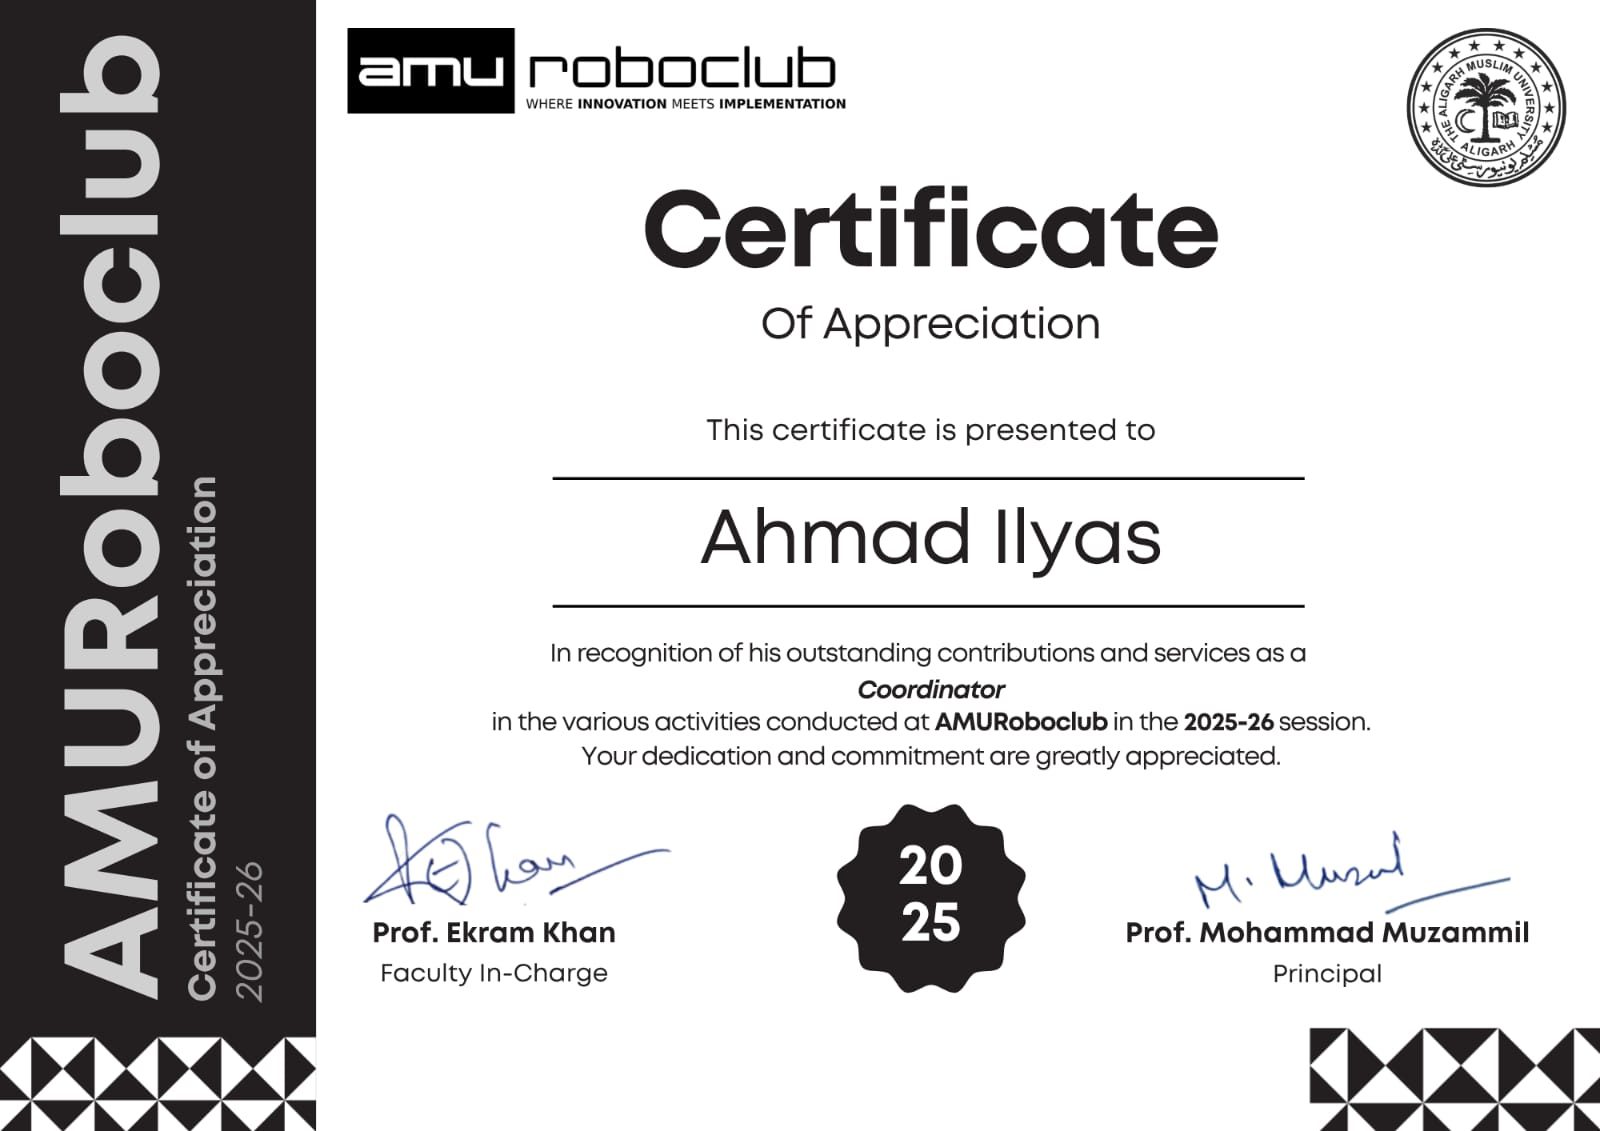 AMURoboclub
Certificate of Appreciation
2025-26
amu roboclub
WHERE INNOVATION MEETS IMPLEMENTATION
THE ALIGARH MUSLIM UNIVERSITY
ALIGARH
Certificate
Of Appreciation
This certificate is presented to
Ahmad Ilyas
In recognition of his outstanding contributions and services as a
Coordinator
in the various activities conducted at AMURoboclub in the 2025-26 session.
Your dedication and commitment are greatly appreciated.
20
25
M. Muzammil
Prof. Ekram Khan
Faculty In-Charge
Prof. Mohammad Muzammil
Principal